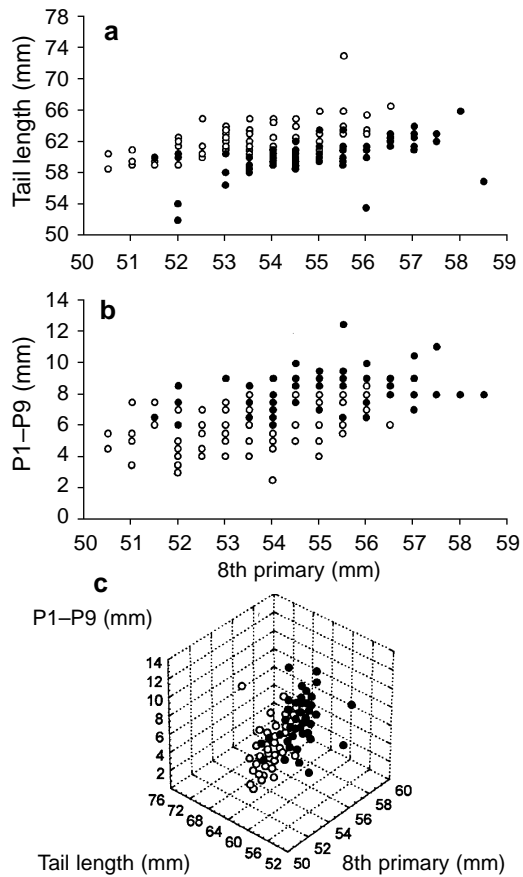 a
Tail length (mm)
78
74
70
66
62
58
54
50
50 51 52 53 54 55 56 57 58 59
b
P1–P9 (mm)
14
12
10
8
6
4
2
0
50 51 52 53 54 55 56 57 58 59
8th primary (mm)
c
P1–P9 (mm)
14
12
10
8
6
4
2
76 72 68 64 60 56 52
50 52 54 56 58 60
Tail length (mm)
8th primary (mm)